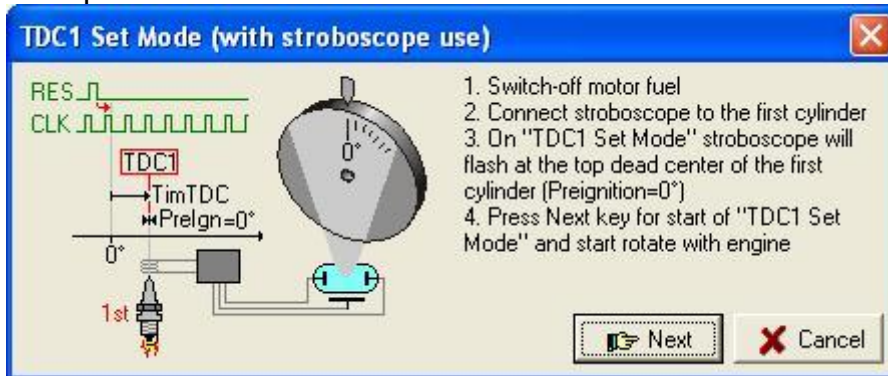 TDC1 Set Mode (with stroboscope use)
RES
CLK
TDC1
TimTDC
PreIgn=0°
0°
1st
0°
1. Switch-off motor fuel
2. Connect stroboscope to the first cylinder
3. On "TDC1 Set Mode" stroboscope will
flash at the top dead center of the first
cylinder (Preignition=0°)
4. Press Next key for start of "TDC1 Set
Mode" and start rotate with engine
Next
Cancel